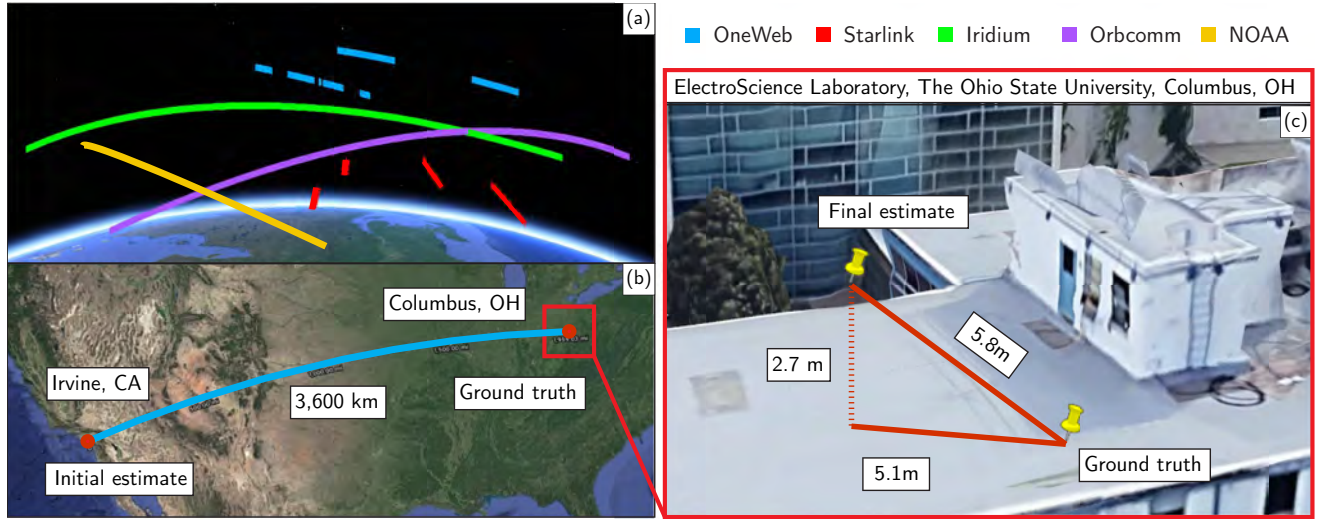 (a)
OneWeb
Starlink
Iridium
Orbcomm
NOAA
(b)
Columbus, OH
Irvine, CA
3,600 km
Ground truth
Initial estimate
ElectroScience Laboratory, The Ohio State University, Columbus, OH
(c)
Final estimate
5.8m
2.7 m
5.1m
Ground truth